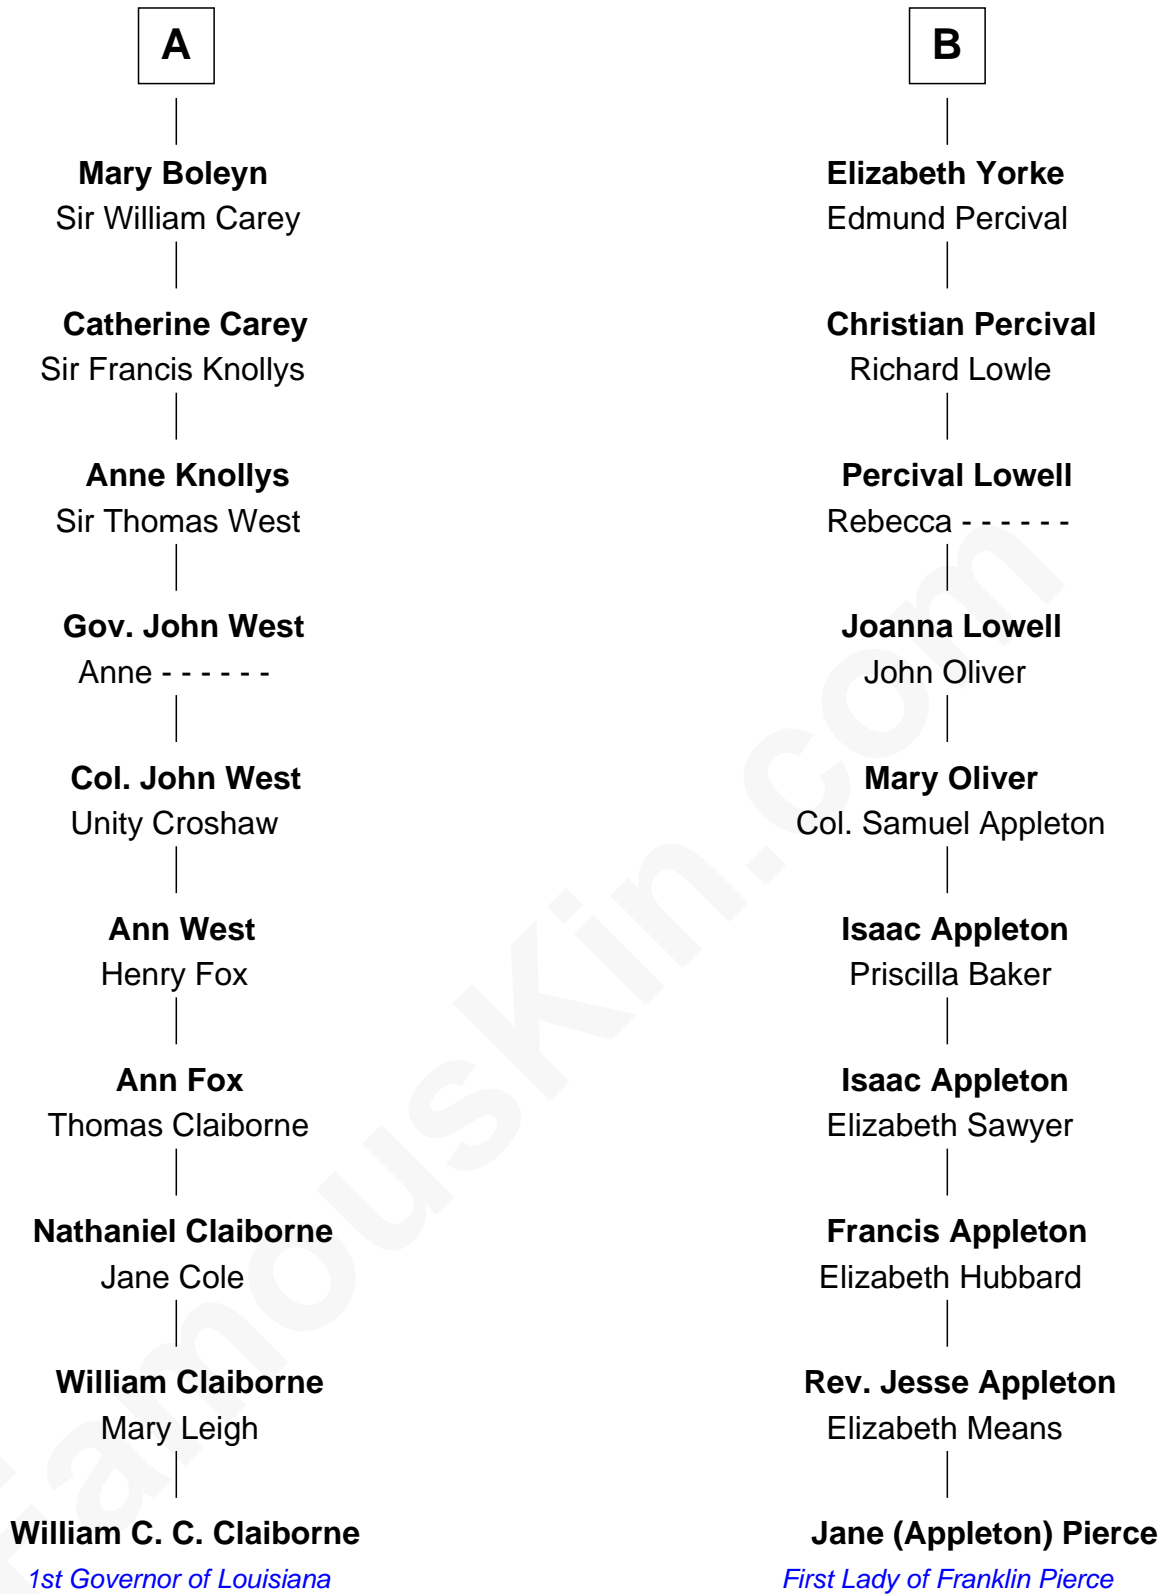 A
Mary Boleyn
Sir William Carey
Catherine Carey
Sir Francis Knollys
Anne Knollys
Sir Thomas West
Gov. John West
Anne - - - - - -
Col. John West
Unity Croshaw
Ann West
Henry Fox
Ann Fox
Thomas Claiborne
Nathaniel Claiborne
Jane Cole
William Claiborne
Mary Leigh
William C. C. Claiborne
1st Governor of Louisiana
B
Elizabeth Yorke
Edmund Percival
Christian Percival
Richard Lowle
Percival Lowell
Rebecca - - - - - -
Joanna Lowell
John Oliver
Mary Oliver
Col. Samuel Appleton
Isaac Appleton
Priscilla Baker
Isaac Appleton
Elizabeth Sawyer
Francis Appleton
Elizabeth Hubbard
Rev. Jesse Appleton
Elizabeth Means
Jane (Appleton) Pierce
First Lady of Franklin Pierce
FamousKin.com